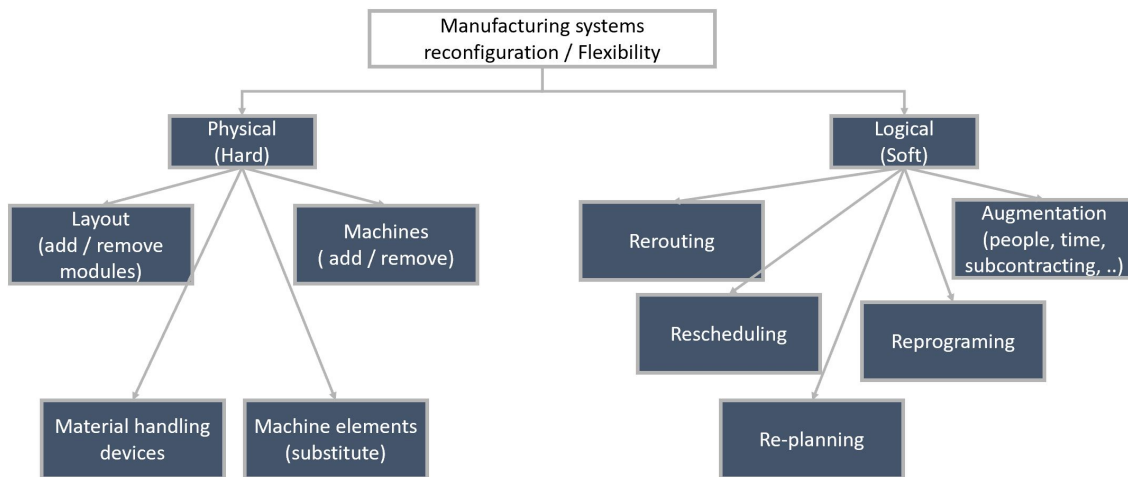 Manufacturing systems
reconfiguration / Flexibility
Physical
(Hard)
Logical
(Soft)
Layout
(add / remove
modules)
Machines
( add / remove)
Rerouting
Augmentation
(people, time,
subcontracting, ..)
Rescheduling
Reprograming
Material handling
devices
Machine elements
(substitute)
Re-planning